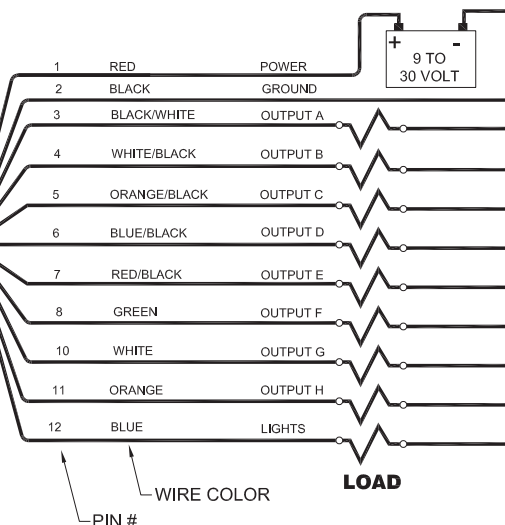 + -
9 TO
30 VOLT
1 RED POWER
2 BLACK GROUND
3 BLACK/WHITE OUTPUT A
4 WHITE/BLACK OUTPUT B
5 ORANGE/BLACK OUTPUT C
6 BLUE/BLACK OUTPUT D
7 RED/BLACK OUTPUT E
8 GREEN OUTPUT F
10 WHITE OUTPUT G
11 ORANGE OUTPUT H
12 BLUE LIGHTS
LOAD
WIRE COLOR
PIN #